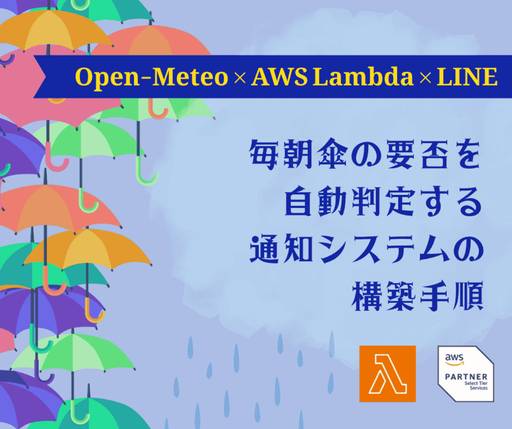 Open-Meteo × AWS Lambda × LINE
毎朝傘の要否を
自動判定する
通知システムの
構築手順
aws
PARTNER
Select Tier
Services